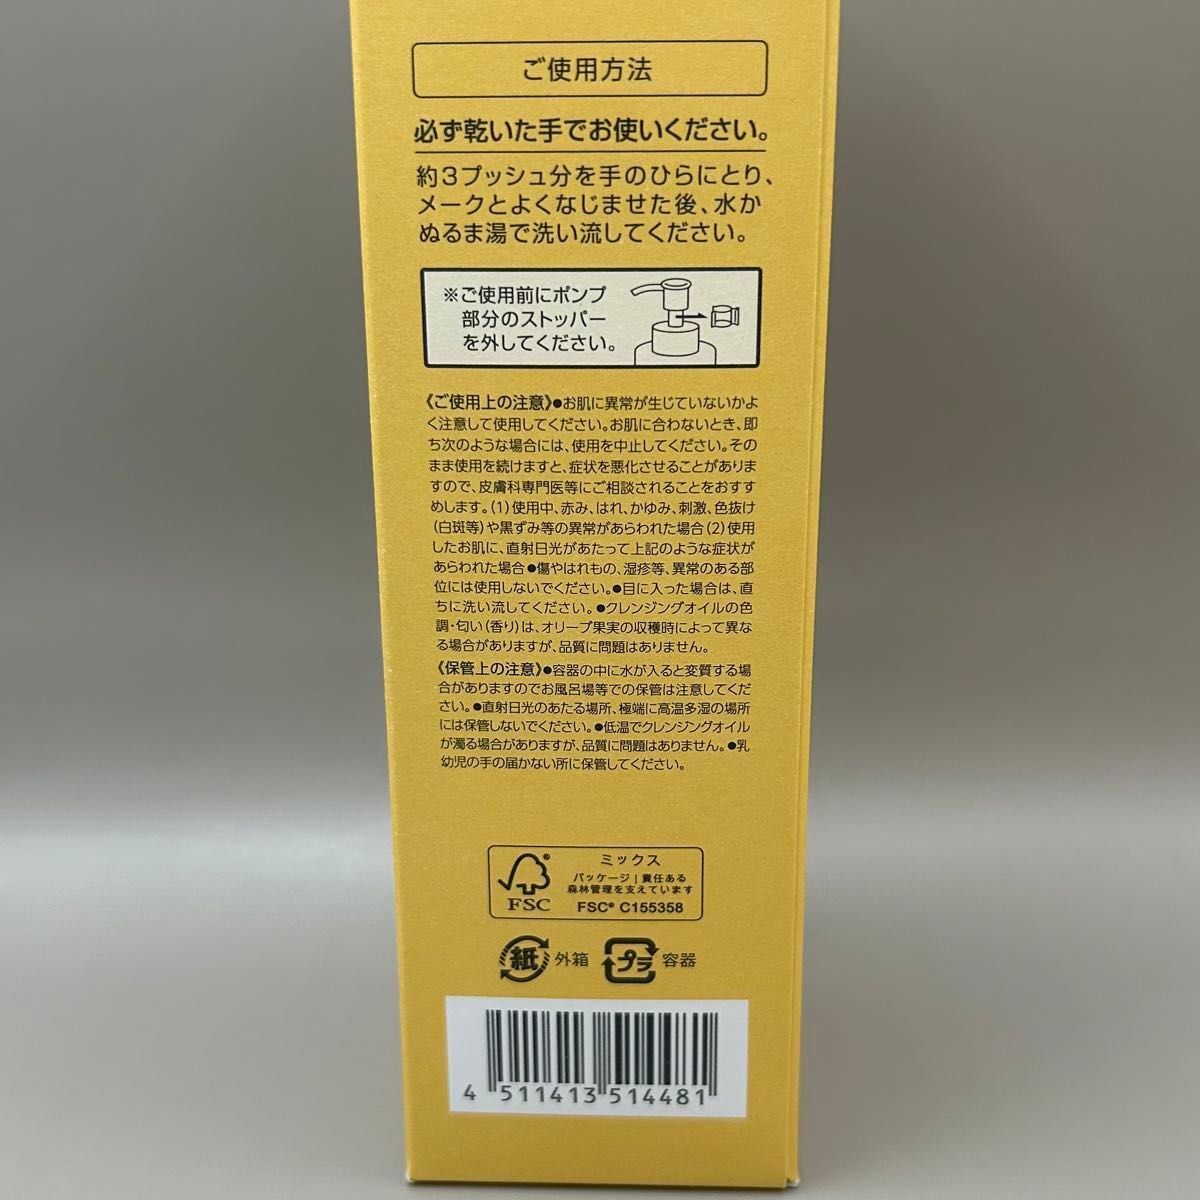 ご使用方法
必ず乾いた手でお使いください。
約3プッシュ分を手のひらにとり、
メークとよくなじませた後、水か
ぬるま湯で洗い流してください。
※ご使用前にポンプ
部分のストッパー
を外してください。
《ご使用上の注意》●お肌に異常が生じていないかよ
く注意して使用してください。お肌に合わないとき、即
ち次のような場合には、使用を中止してください。その
まま使用を続けますと、症状を悪化させることがありま
すので、皮膚科専門医等にご相談されることをおすす
めします。(1)使用中、赤み、はれ、かゆみ、刺激、色抜け
(白斑等)や黒ずみ等の異常があらわれた場合(2)使用
したお肌に、直射日光があたって上記のような症状が
あらわれた場合●傷やはれもの、湿疹等、異常のある部
位には使用しないでください。●目に入った場合は、直
ちに洗い流してください。●クレンジングオイルの色
調・匂い(香り)は、オリーブ果実の収穫時によって異な
る場合がありますが、品質に問題はありません。
《保管上の注意》●容器の中に水が入ると変質する場
合がありますのでお風呂場等での保管は注意してくだ
さい。●直射日光のあたる場所、極端に高温多湿の場所
には保管しないでください。●低温でクレンジングオイル
が濁る場合がありますが、品質に問題はありません。●乳
幼児の手の届かない所に保管してください。
ミックス
パッケージ|責任ある
森林管理を支えています
FSC® C155358
®
FSC
紙 外箱 プラ 容器
4 511413 514481